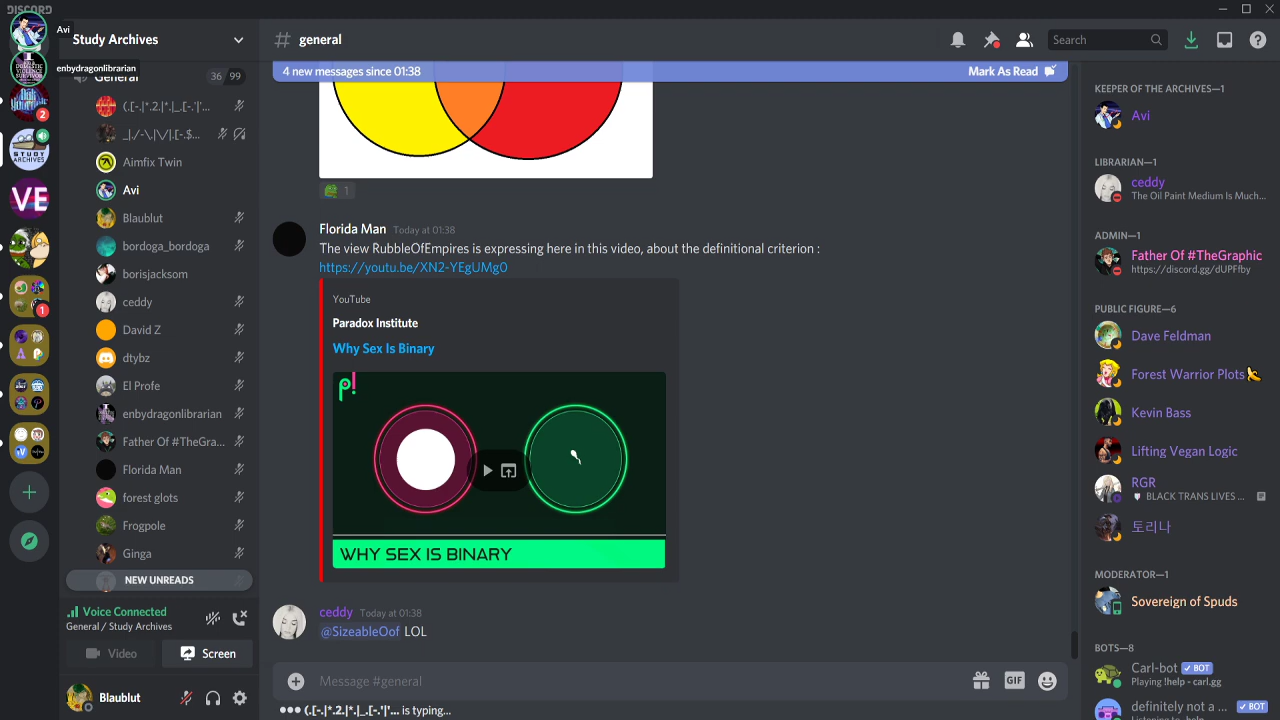 DISCORD
Avi
enbydragonlibrarian
2
STUDY
ARCHIVES
VE
1
Study Archives
General
36 99
(.[-.|*.2.|*.|_.[-.'|'...
_|./-\.|\/|.[-.$...
Aimfix Twin
Avi
Blaublut
bordoga_bordoga
borisjacksom
ceddy
David Z
dtybz
El Profe
enbydragonlibrarian
Father Of #TheGra...
Florida Man
forest glots
Frogpole
Ginga
NEW UNREADS
Voice Connected
General / Study Archives
Video
Screen
Blaublut
# general
Search
4 new messages since 01:38
Mark As Read
1
Florida Man Today at 01:38
The view RubbleOfEmpires is expressing here in this video, about the definitional criterion :
https://youtu.be/XN2-YEgUMg0
YouTube
Paradox Institute
Why Sex Is Binary
p!
WHY SEX IS BINARY
ceddy Today at 01:38
@SizeableOof LOL
Message #general
GIF
(.[-.|*.2.|*.|_.[-.'|'... is typing...
KEEPER OF THE ARCHIVES—1
Avi
LIBRARIAN—1
ceddy
The Oil Paint Medium Is Much...
ADMIN—1
Father Of #TheGraphic
https://discord.gg/dUPFfby
PUBLIC FIGURE—6
Dave Feldman
Forest Warrior Plots
Kevin Bass
Lifting Vegan Logic
RGR
BLACK TRANS LIVES ...
토리나
MODERATOR—1
Sovereign of Spuds
BOTS—8
Carl-bot BOT
Playing !help - carl.gg
definitely not a ... BOT